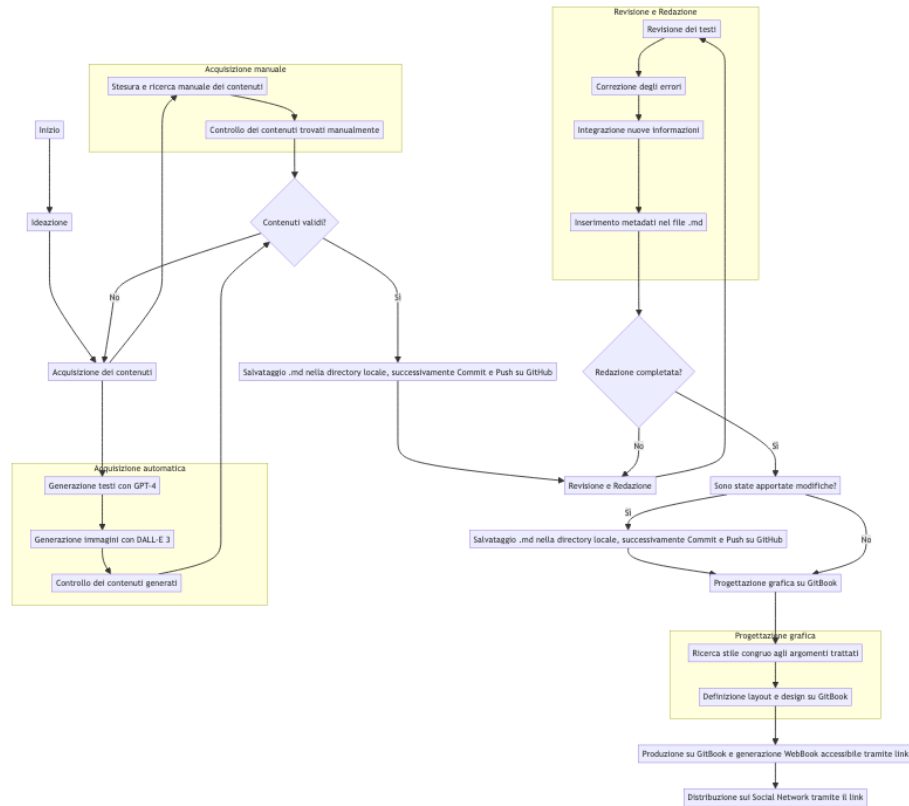 Revisione e Redazione
Revisione dei testi
Acquisizione manuale
Stesura e ricerca manuale dei contenuti
Correzione degli errori
Inizio
Controllo dei contenuti trovati manualmente
Integrazione nuove informazioni
Ideazione
Contenuti validi?
Inserimento metadati nel file .md
No
Sì
Acquisizione dei contenuti
Salvataggio .md nella directory locale, successivamente Commit e Push su GitHub
Redazione completata?
No
Sì
Acquisizione automatica
Generazione testi con GPT-4
Revisione e Redazione
Sono state apportate modifiche?
Sì
Generazione immagini con DALL-E 3
Salvataggio .md nella directory locale, successivamente Commit e Push su GitHub
No
Controllo dei contenuti generati
Progettazione grafica su GitBook
Progettazione grafica
Ricerca stile congruo agli argomenti trattati
Definizione layout e design su GitBook
Produzione su GitBook e generazione WebBook accessibile tramite link
Distribuzione sui Social Network tramite il link